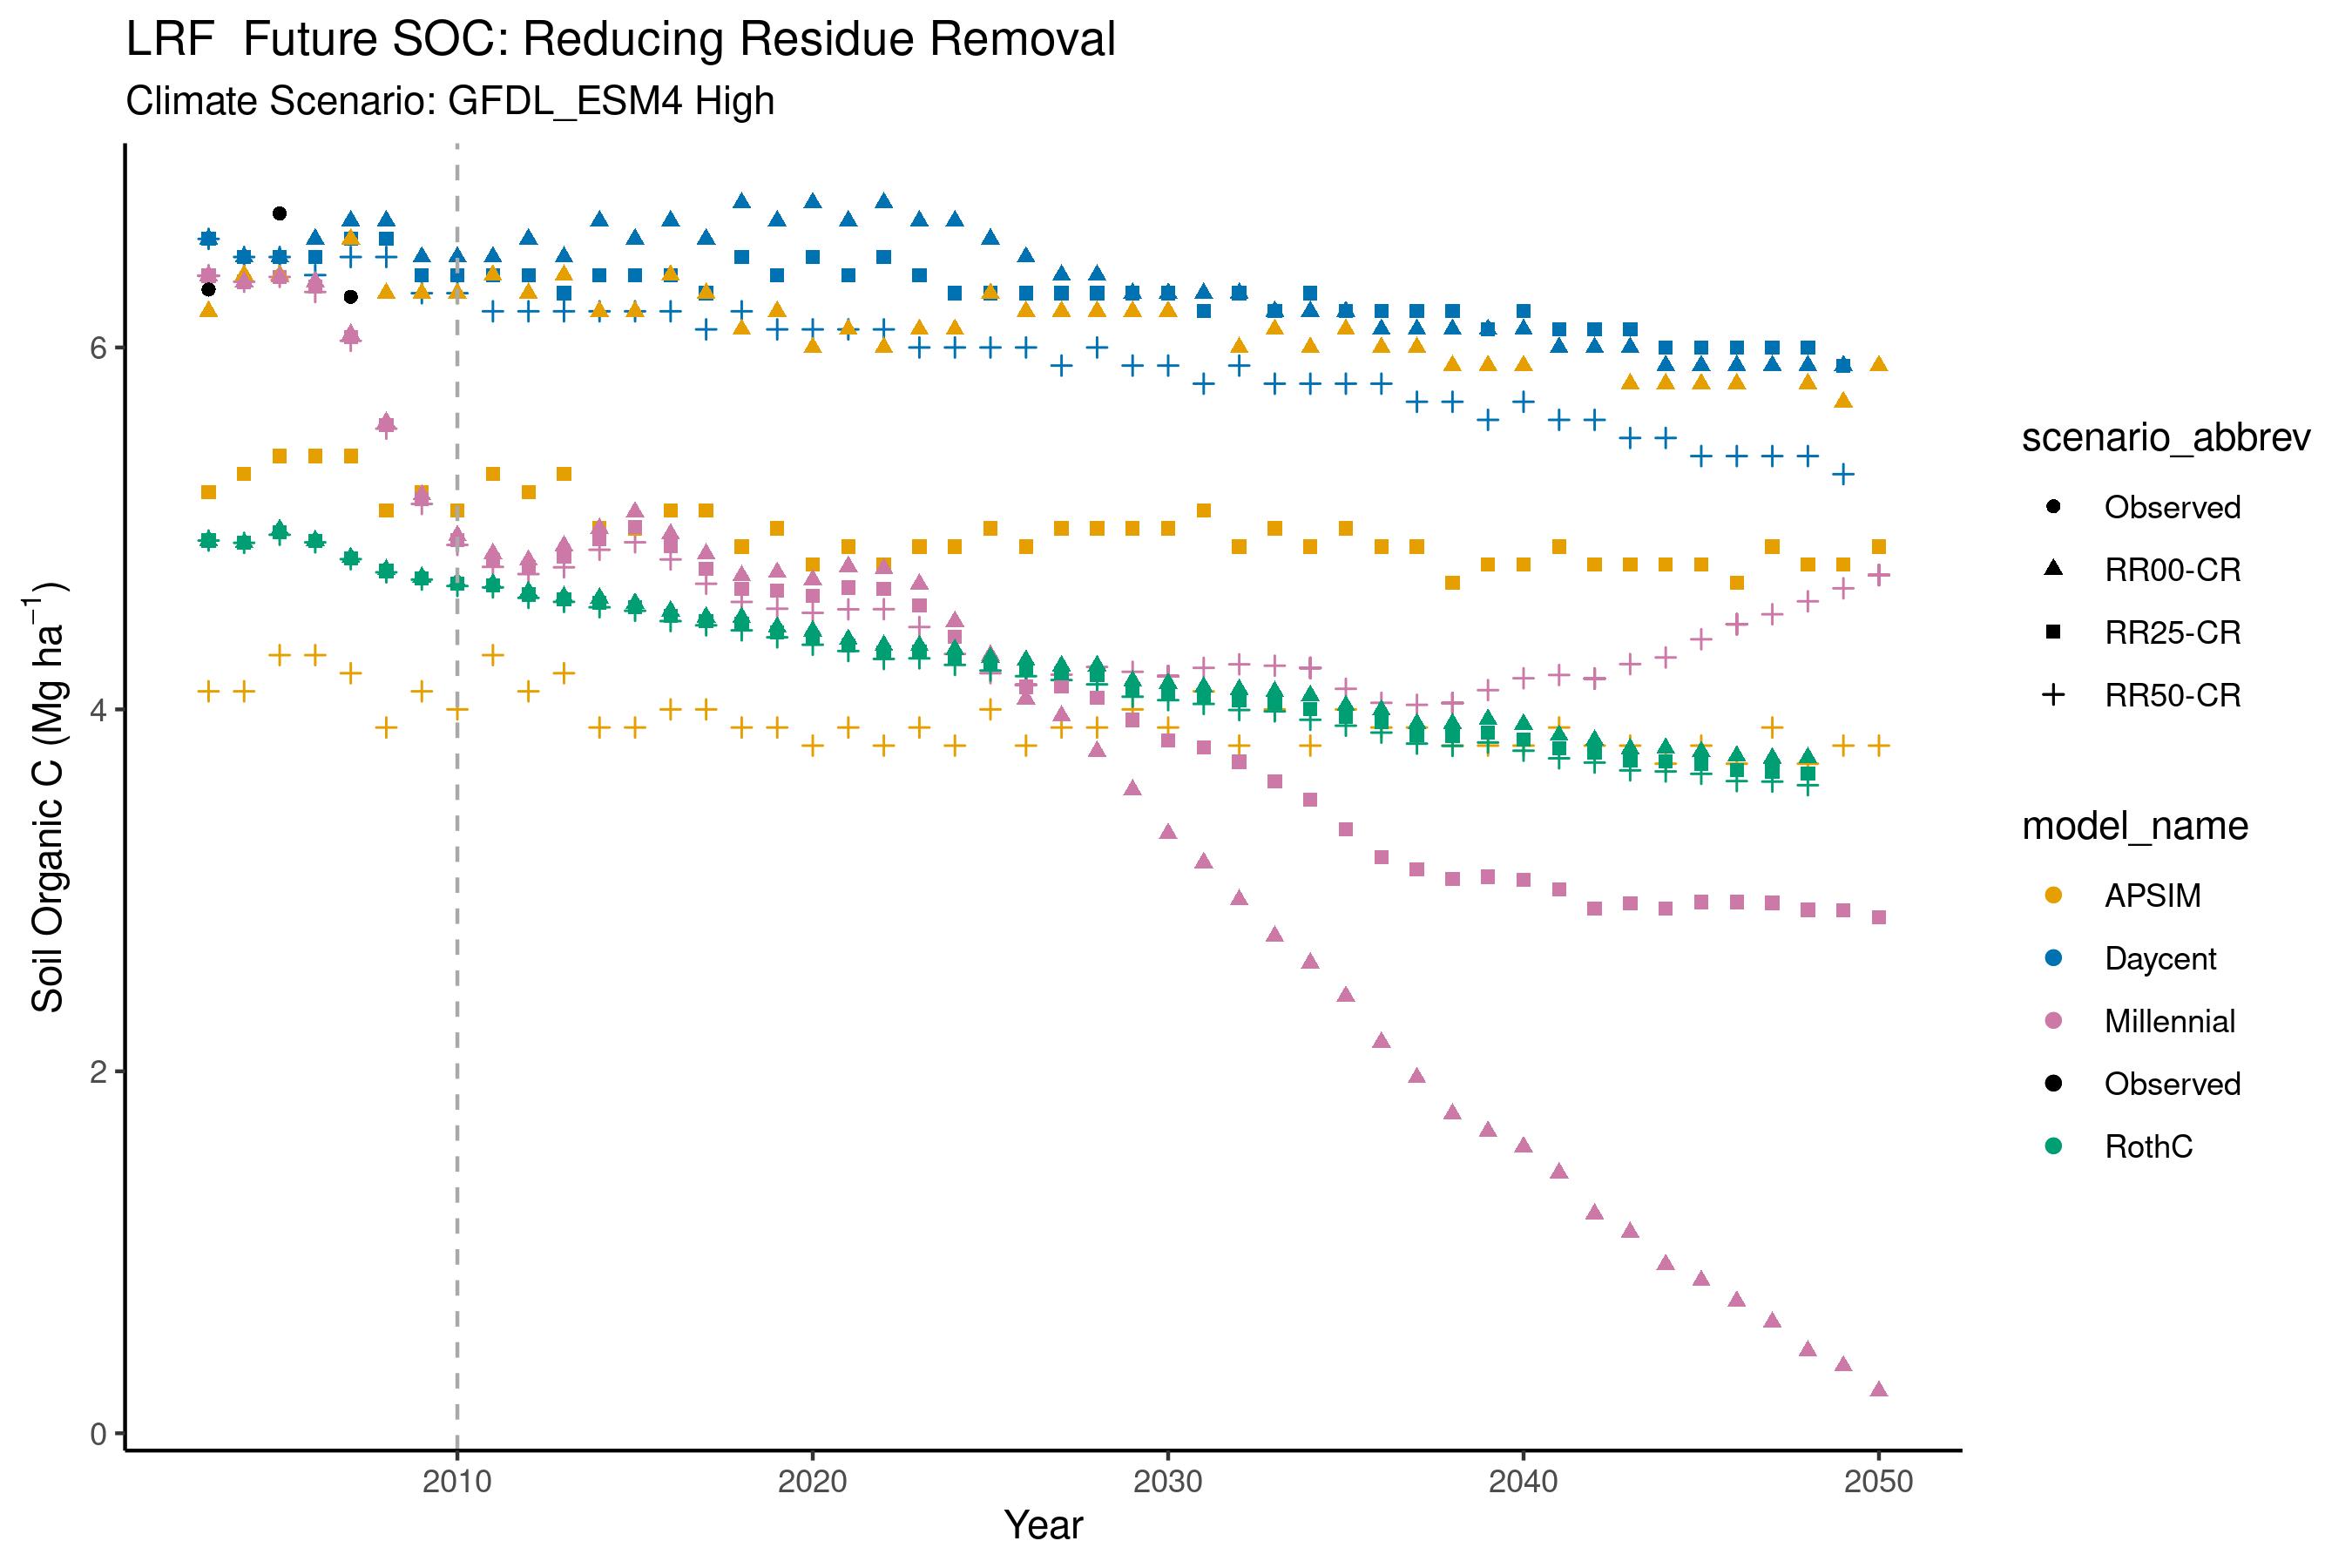 LRF  Future SOC: Reducing Residue Removal
Climate Scenario: GFDL_ESM4 High
Soil Organic C (Mg ha⁻¹)
6
4
2
0
2010
2020
2030
2040
2050
Year
scenario_abbrev
Observed
RR00-CR
RR25-CR
RR50-CR
model_name
APSIM
Daycent
Millennial
Observed
RothC